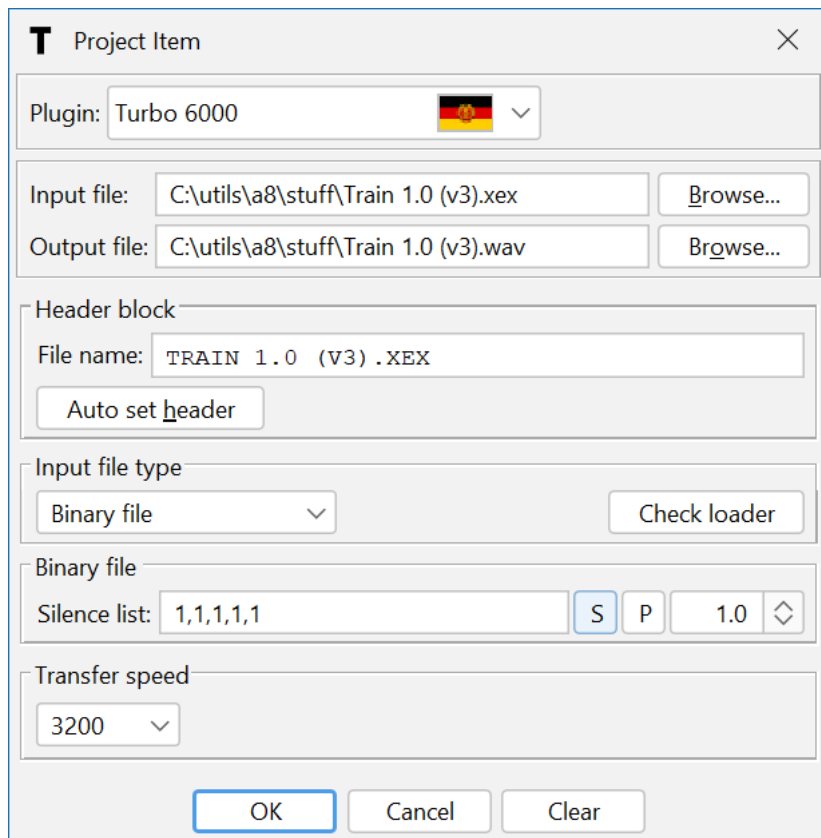 T Project Item
Plugin: Turbo 6000
Input file: C:\utils\a8\stuff\Train 1.0 (v3).xex Browse...
Output file: C:\utils\a8\stuff\Train 1.0 (v3).wav Browse...
Header block
File name: TRAIN 1.0 (V3).XEX
Auto set header
Input file type
Binary file Check loader
Binary file
Silence list: 1,1,1,1,1 S P 1.0
Transfer speed
3200
OK Cancel Clear